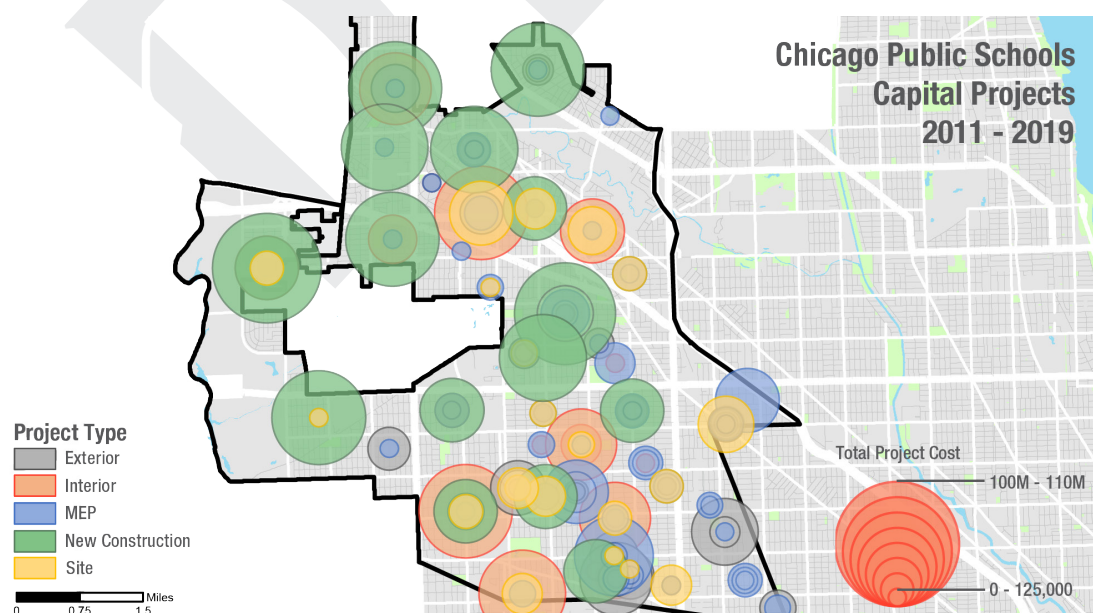 Chicago Public Schools
Capital Projects
2011 - 2019
Project Type
Exterior
Interior
MEP
New Construction
Site
Miles
0 0.75 1.5
Total Project Cost
100M - 110M
0 - 125,000